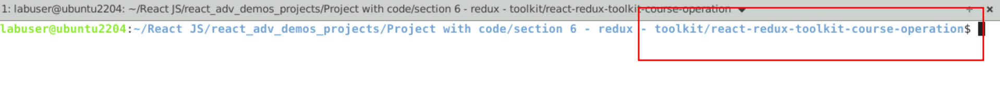 1: labuser@ubuntu2204: ~/React JS/react_adv_demos_projects/Project with code/section 6 - redux - toolkit/react-redux-toolkit-course-operation
labuser@ubuntu2204:~/React JS/react_adv_demos_projects/Project with code/section 6 - redux - toolkit/react-redux-toolkit-course-operation$